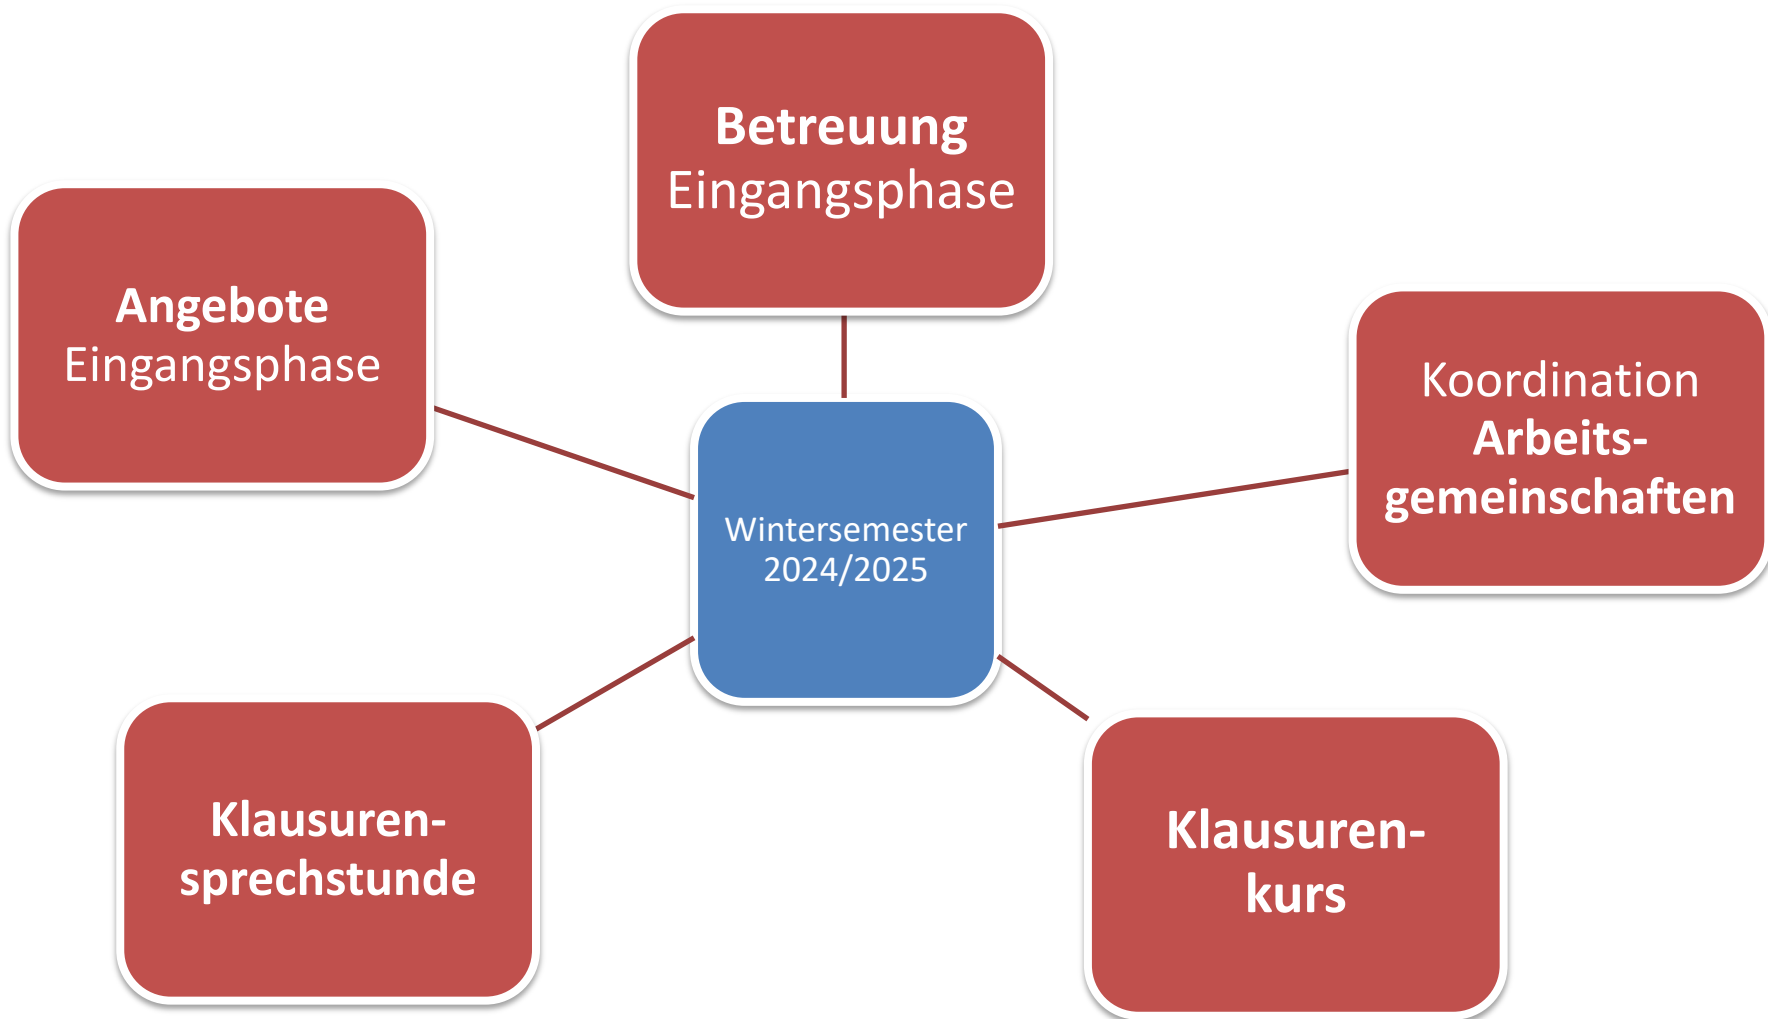 Betreuung
Eingangsphase
Angebote
Eingangsphase
Koordination
Arbeits-
gemeinschaften
Wintersemester
2024/2025
Klausuren-
sprechstunde
Klausuren-
kurs